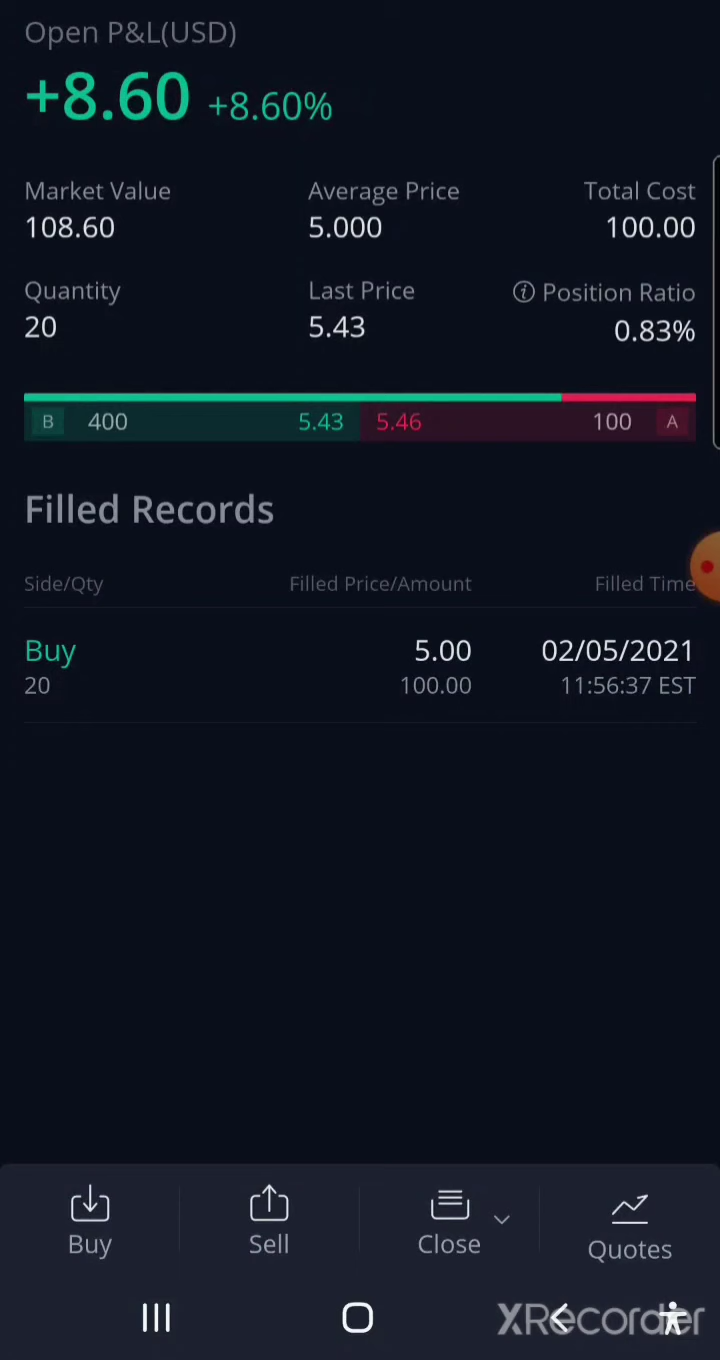 Open P&L(USD)
+8.60 +8.60%
Market Value Average Price Total Cost
108.60 5.000 100.00
Quantity Last Price Position Ratio
20 5.43 0.83%
B 400 5.43 5.46 100 A
Filled Records
Side/Qty Filled Price/Amount Filled Time
Buy 5.00 02/05/2021
20 100.00 11:56:37 EST
Buy Sell Close Quotes
XRecorder